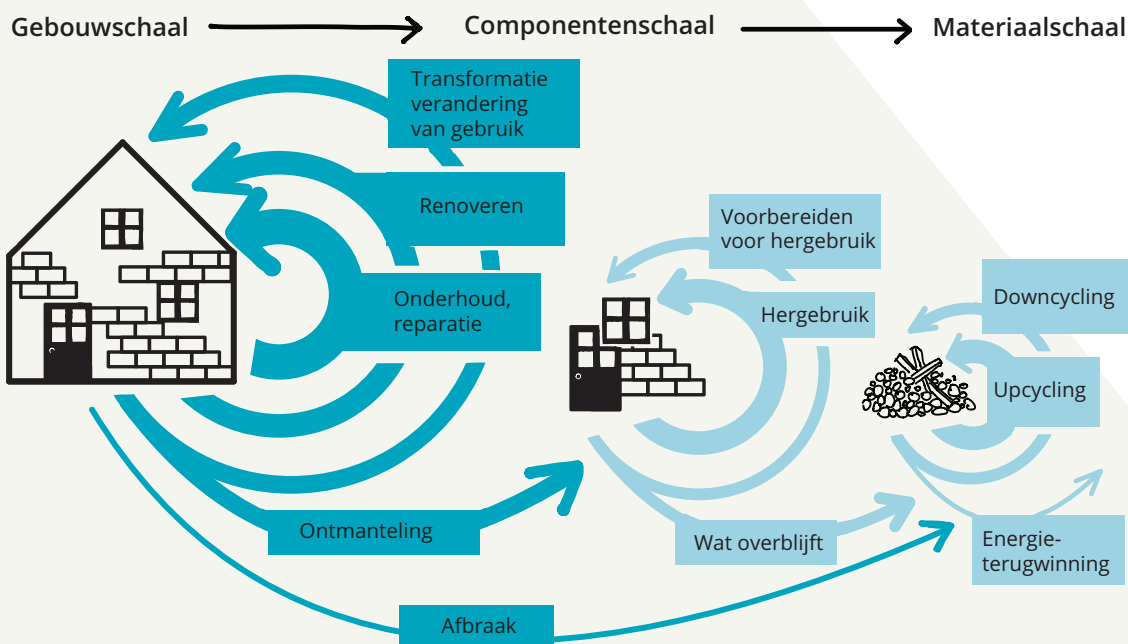 Gebouwschaal
Componentenschaal
Materiaalschaal
Transformatie
verandering
van gebruik
Renoveren
Onderhoud,
reparatie
Voorbereiden
voor hergebruik
Hergebruik
Downcycling
Upcycling
Ontmanteling
Wat overblijft
Energie-
terugwinning
Afbraak